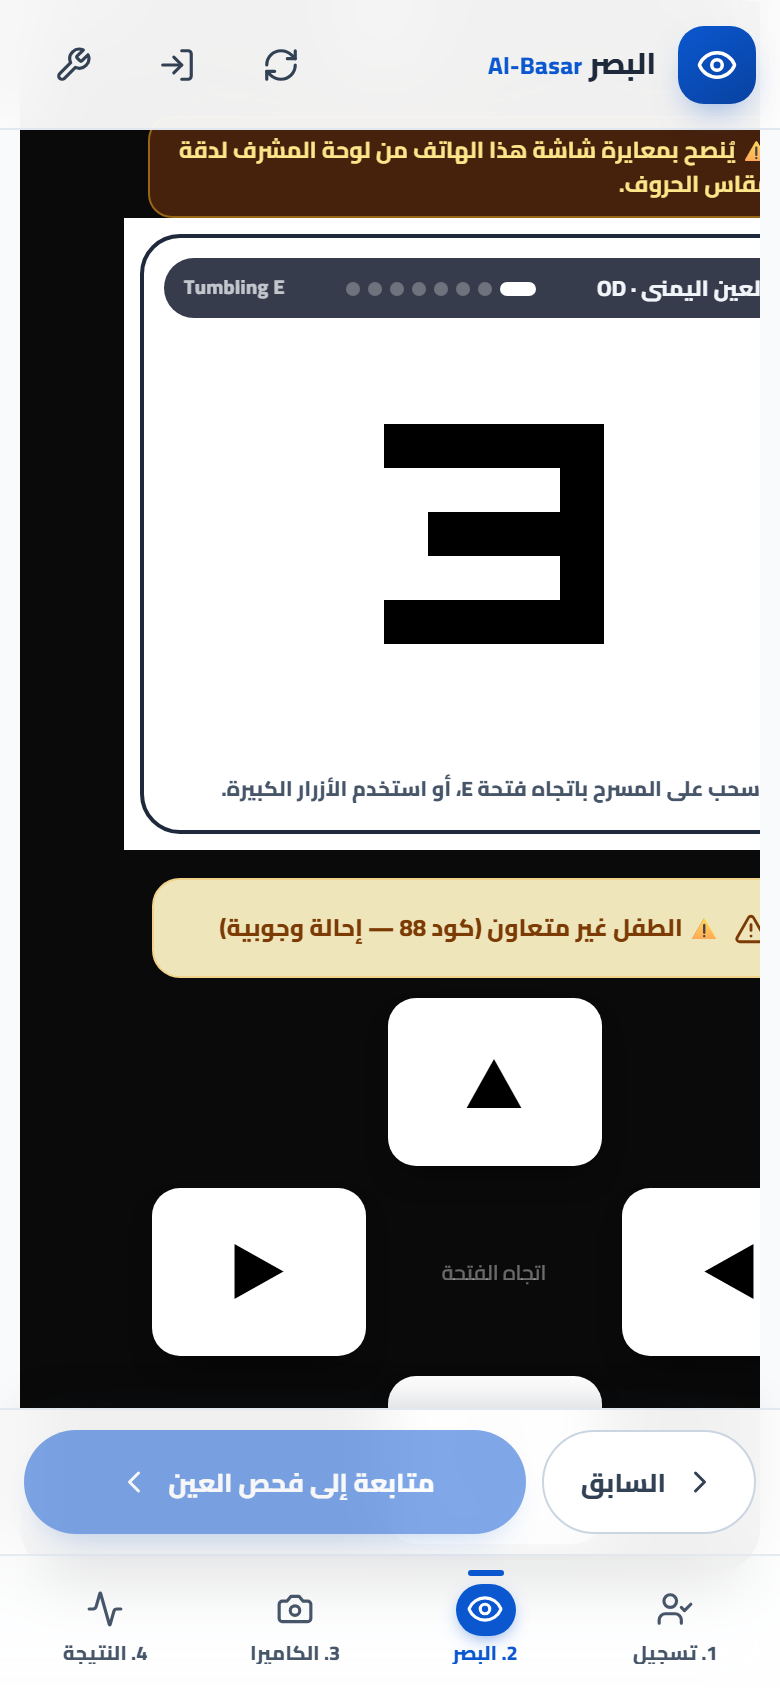 البصر Al-Basar
⚠️ يُنصح بمعايرة شاشة هذا الهاتف من لوحة المشرف لدقة
مقاس الحروف.
العين اليمنى · OD
Tumbling E
E
اسحب على المسرح باتجاه فتحة E، أو استخدم الأزرار الكبيرة.
⚠️ الطفل غير متعاون (كود 88 — إحالة وجوبية)
▲
◀
اتجاه الفتحة
▶
السابق
متابعة إلى فحص العين
1. تسجيل
2. البصر
3. الكاميرا
4. النتيجة